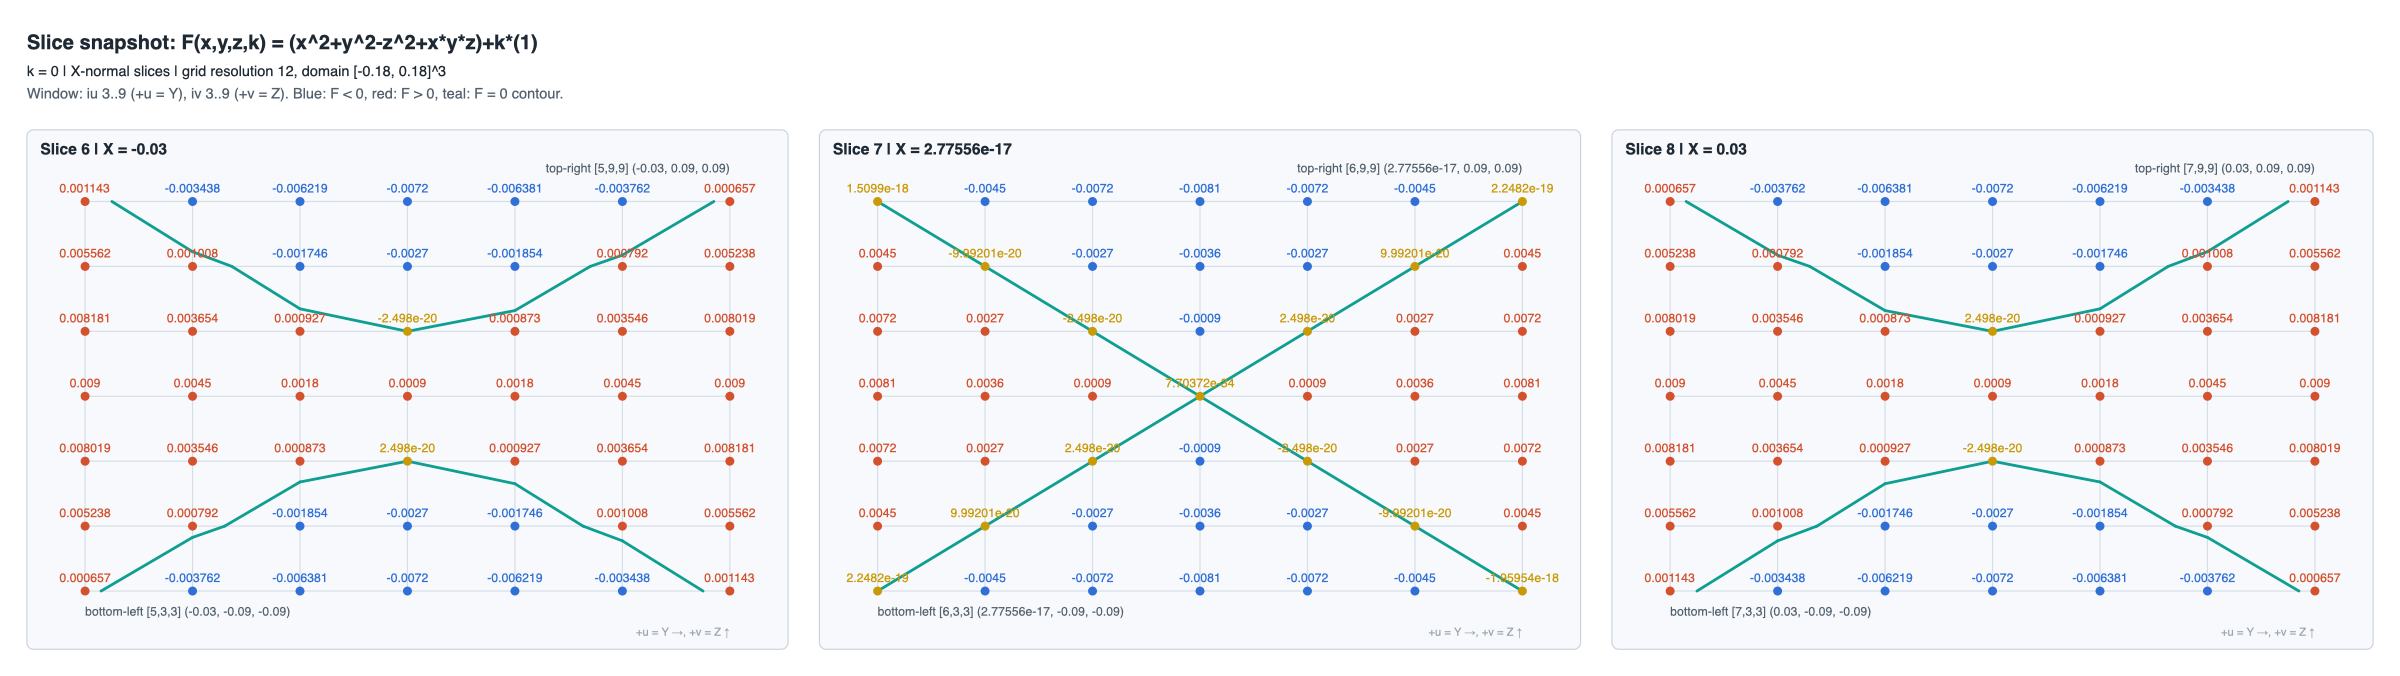 Slice snapshot: F(x,y,z,k) = (x^2+y^2-z^2+x*y*z)+k*(1)
k = 0 | X-normal slices | grid resolution 12, domain [-0.18, 0.18]^3
Window: iu 3..9 (+u = Y), iv 3..9 (+v = Z). Blue: F < 0, red: F > 0, teal: F = 0 contour.
Slice 6 | X = -0.03
top-right [5,9,9] (-0.03, 0.09, 0.09)
0.001143 -0.003438 -0.006219 -0.0072 -0.006381 -0.003762 0.000657
0.005562 0.001008 -0.001746 -0.0027 -0.001854 0.000792 0.005238
0.008181 0.003654 0.000927 -2.498e-20 0.000873 0.003546 0.008019
0.009 0.0045 0.0018 0.0009 0.0018 0.0045 0.009
0.008019 0.003546 0.000873 2.498e-20 0.000927 0.003654 0.008181
0.005238 0.000792 -0.001854 -0.0027 -0.001746 0.001008 0.005562
0.000657 -0.003762 -0.006381 -0.0072 -0.006219 -0.003438 0.001143
bottom-left [5,3,3] (-0.03, -0.09, -0.09)
+u = Y →, +v = Z ↑
Slice 7 | X = 2.77556e-17
top-right [6,9,9] (2.77556e-17, 0.09, 0.09)
1.5099e-18 -0.0045 -0.0072 -0.0081 -0.0072 -0.0045 2.2482e-19
0.0045 -9.99201e-20 -0.0027 -0.0036 -0.0027 9.99201e-20 0.0045
0.0072 0.0027 -2.498e-20 -0.0009 2.498e-20 0.0027 0.0072
0.0081 0.0036 0.0009 7.70372e-34 0.0009 0.0036 0.0081
0.0072 0.0027 2.498e-20 -0.0009 -2.498e-20 0.0027 0.0072
0.0045 9.99201e-20 -0.0027 -0.0036 -0.0027 -9.99201e-20 0.0045
2.2482e-19 -0.0045 -0.0072 -0.0081 -0.0072 -0.0045
bottom-left [6,3,3] (2.77556e-17, -0.09, -0.09)
+u = Y →, +v = Z ↑
Slice 8 | X = 0.03
top-right [7,9,9] (0.03, 0.09, 0.09)
0.000657 -0.003762 -0.006381 -0.0072 -0.006219 -0.003438 0.001143
0.005238 0.000792 -0.001854 -0.0027 -0.001746 0.001008 0.005562
0.008019 0.003546 0.000873 2.498e-20 0.000927 0.003654 0.008181
0.009 0.0045 0.0018 0.0009 0.0018 0.0045 0.009
0.008181 0.003654 0.000927 -2.498e-20 0.000873 0.003546 0.008019
0.005562 0.001008 -0.001746 -0.0027 -0.001854 0.000792 0.005238
0.001143 -0.003438 -0.006219 -0.0072 -0.006381 -0.003762 0.000657
bottom-left [7,3,3] (0.03, -0.09, -0.09)
+u = Y →, +v = Z ↑